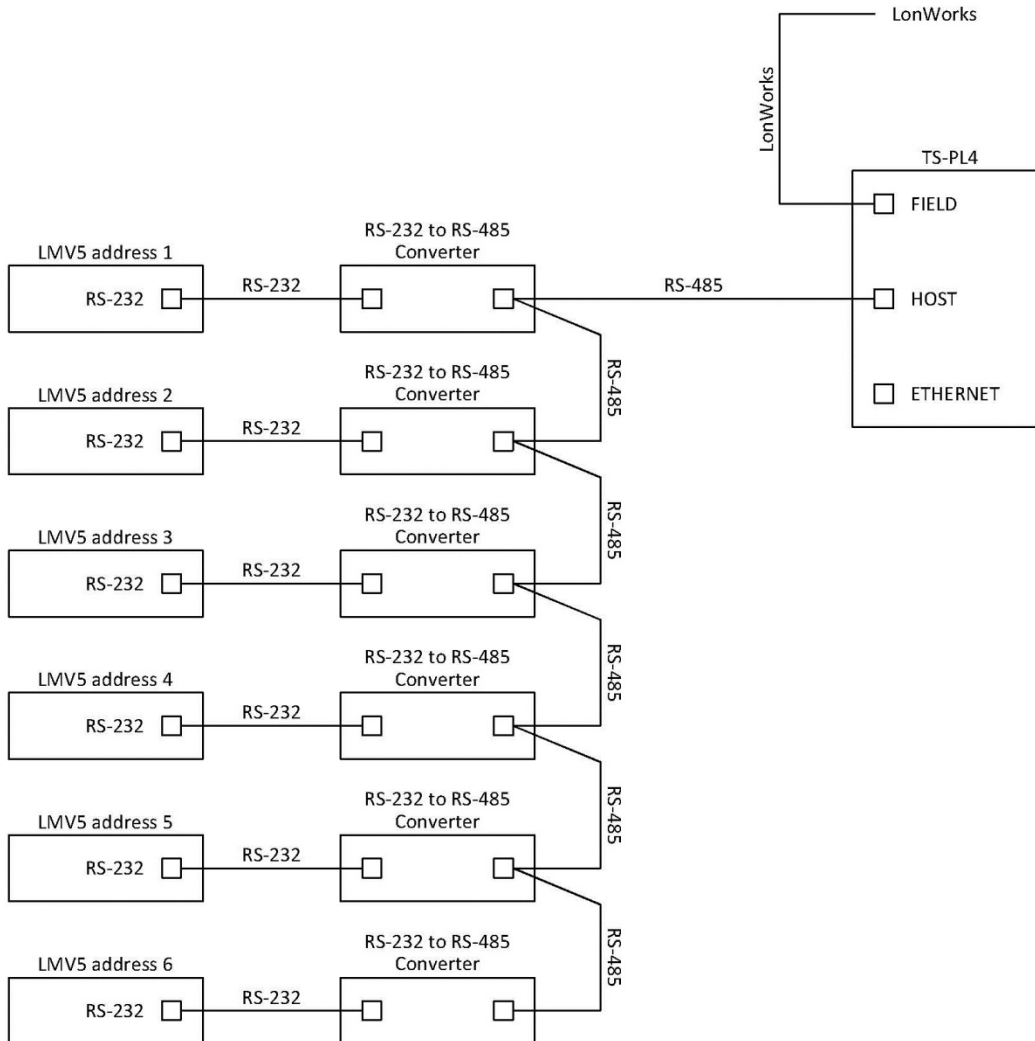 LonWorks
LonWorks
TS-PL4
FIELD
HOST
ETHERNET
RS-485
LMV5 address 1
RS-232
RS-232
RS-232 to RS-485
Converter
RS-485
LMV5 address 2
RS-232
RS-232
RS-232 to RS-485
Converter
RS-485
LMV5 address 3
RS-232
RS-232
RS-232 to RS-485
Converter
RS-485
LMV5 address 4
RS-232
RS-232
RS-232 to RS-485
Converter
RS-485
LMV5 address 5
RS-232
RS-232
RS-232 to RS-485
Converter
RS-485
LMV5 address 6
RS-232
RS-232
RS-232 to RS-485
Converter